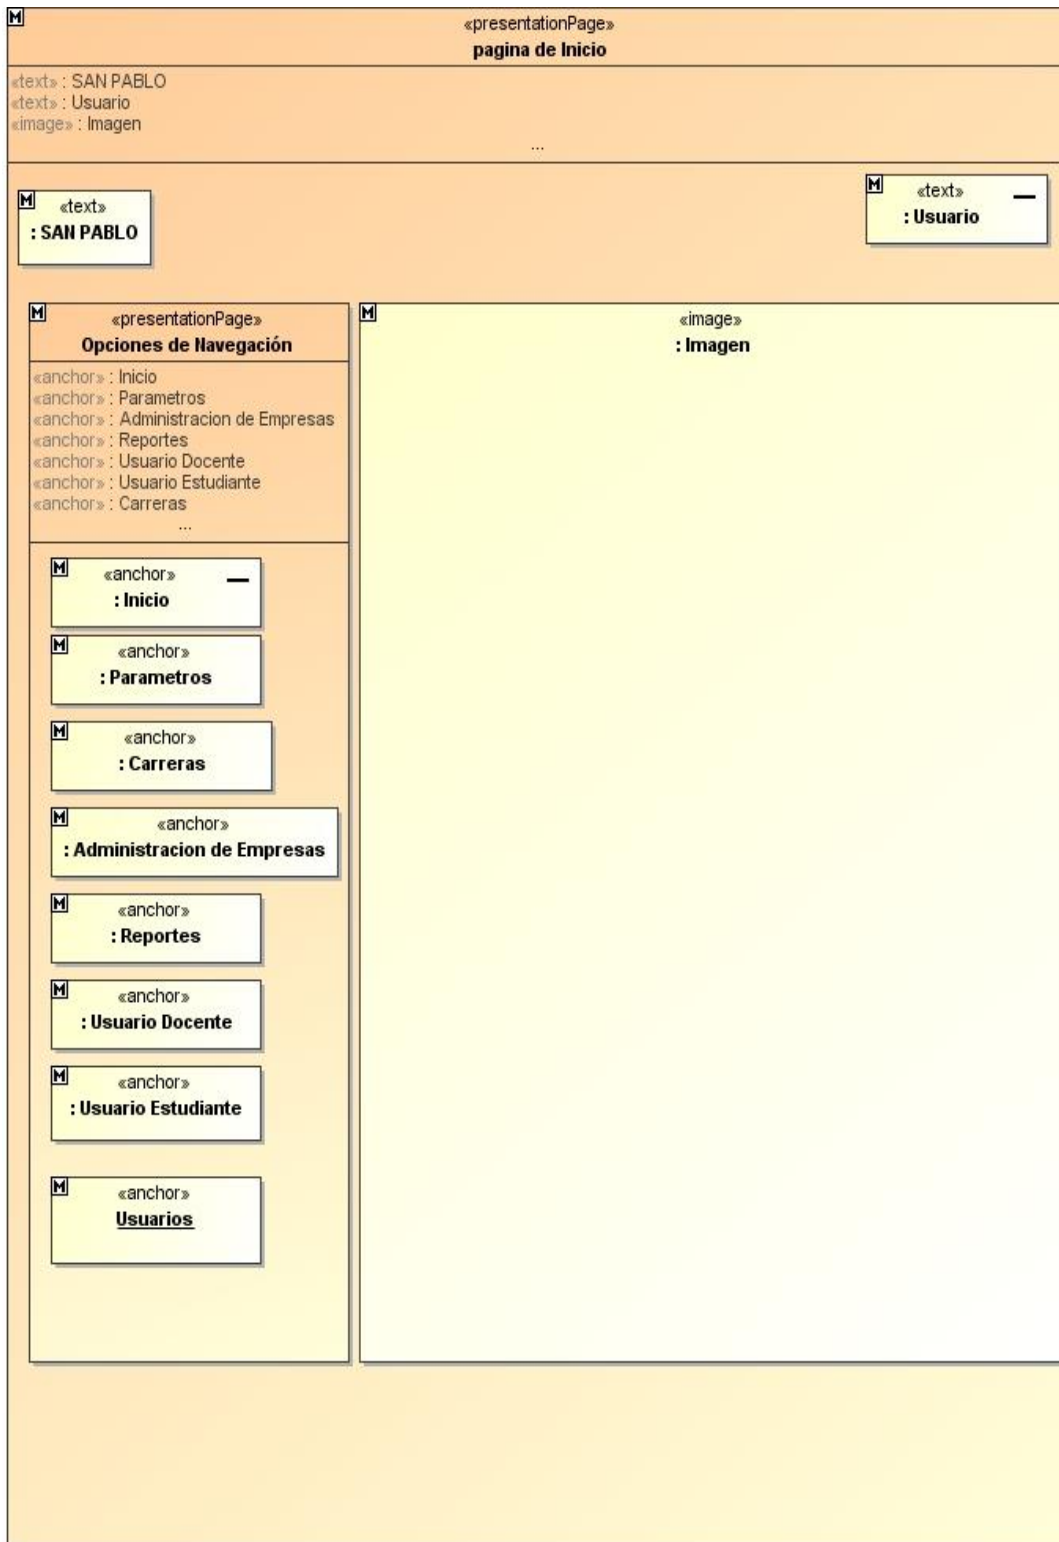 «presentationPage»
pagina de Inicio
«text» : SAN PABLO
«text» : Usuario
«image» : Imagen
...
M
«text»
: SAN PABLO
M
«text»
: Usuario
M
«presentationPage»
Opciones de Navegación
«anchor» : Inicio
«anchor» : Parametros
«anchor» : Administracion de Empresas
«anchor» : Reportes
«anchor» : Usuario Docente
«anchor» : Usuario Estudiante
«anchor» : Carreras
...
M
«anchor»
: Inicio
M
«anchor»
: Parametros
M
«anchor»
: Carreras
M
«anchor»
: Administracion de Empresas
M
«anchor»
: Reportes
M
«anchor»
: Usuario Docente
M
«anchor»
: Usuario Estudiante
M
«anchor»
Usuarios
M
«image»
: Imagen